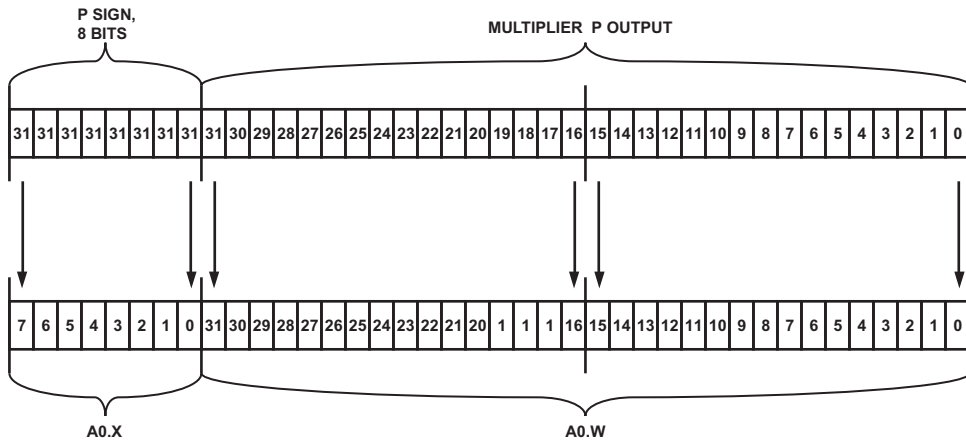 P SIGN,
8 BITS
MULTIPLIER P OUTPUT
31 31 31 31 31 31 31 31 31 30 29 28 27 26 25 24 23 22 21 20 19 18 17 16 15 14 13 12 11 10 9 8 7 6 5 4 3 2 1 0
7 6 5 4 3 2 1 0 31 30 29 28 27 26 25 24 23 22 21 20 1 1 1 16 15 14 13 12 11 10 9 8 7 6 5 4 3 2 1 0
A0.X
A0.W